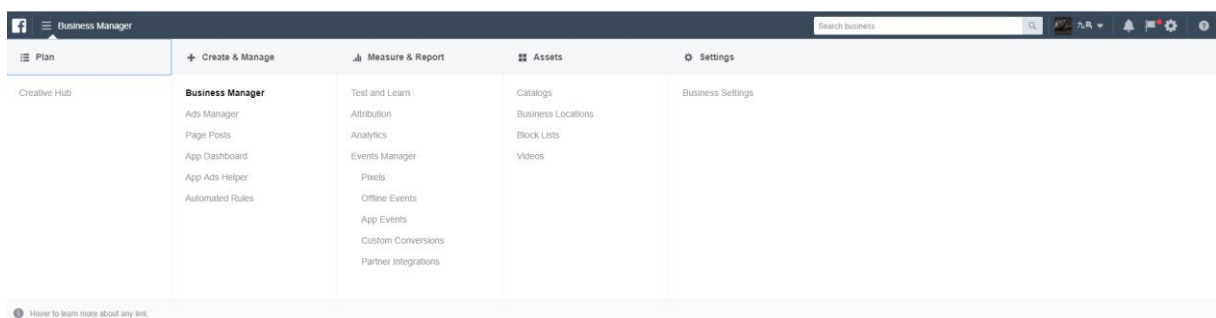 Business Manager
Search business
九局
Plan
Creative Hub
Create & Manage
Business Manager
Ads Manager
Page Posts
App Dashboard
App Ads Helper
Automated Rules
Measure & Report
Test and Learn
Attribution
Analytics
Events Manager
Pixels
Offline Events
App Events
Custom Conversions
Partner Integrations
Assets
Catalogs
Business Locations
Block Lists
Videos
Settings
Business Settings
Hover to learn more about any link.